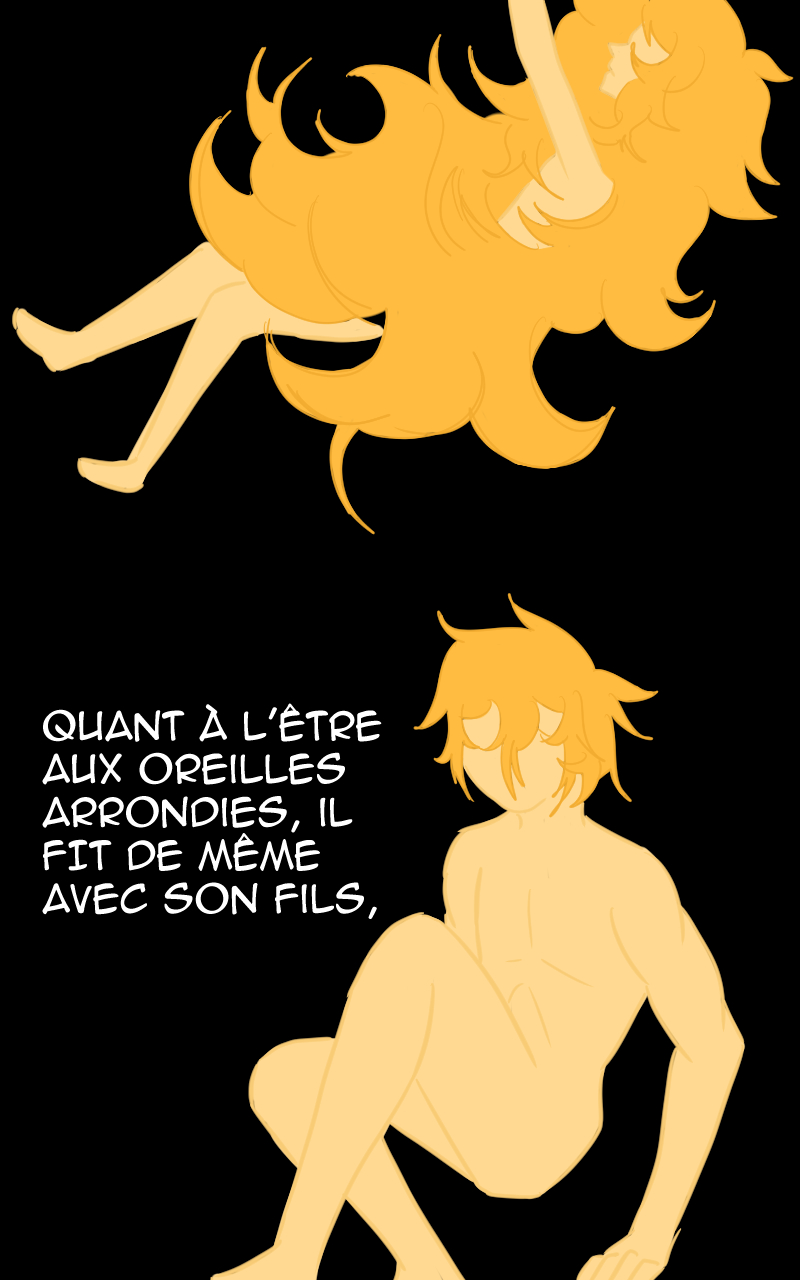 QUANT À L'ÊTRE
AUX OREILLES
ARRONDIES, IL
FIT DE MÊME
AVEC SON FILS,